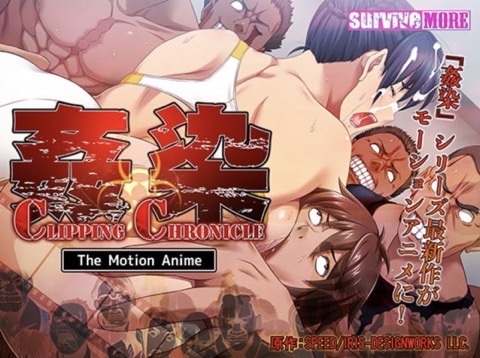 survive MORE
『姦染』シリーズ最新作が
モーションアニメに!
姦染
CLIPPING CHRONICLE
The Motion Anime
原作:SPEED/IRIS-DESIGNWORKS LLC.